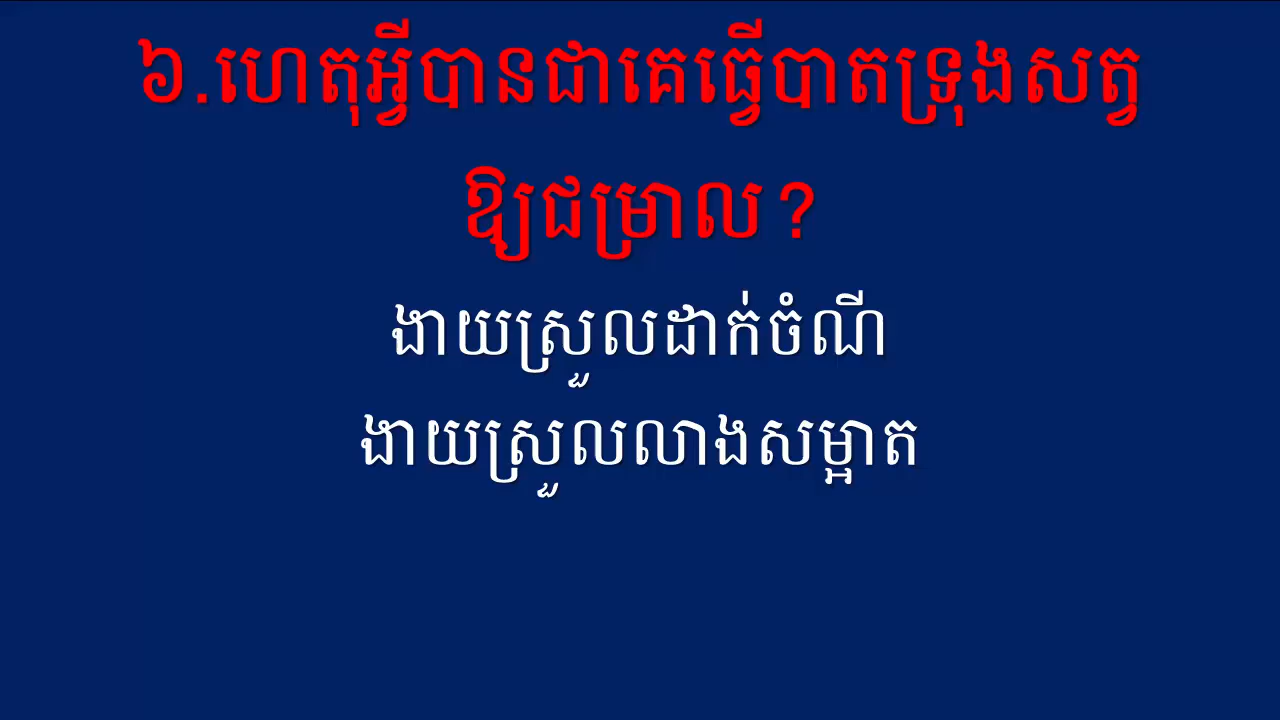 ៦.ហេតុអ្វីបានជាគេធ្វើបាតទ្រុងសត្វ
ឱ្យជម្រាល?
ងាយស្រួលដាក់ចំណី
ងាយស្រួលលាងសម្អាត